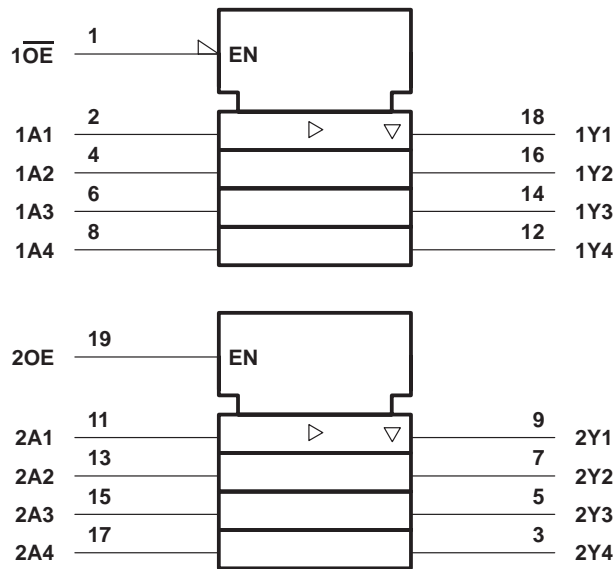 1
1O̅E̅ EN
2 18
1A1 1Y1
4 16
1A2 1Y2
6 14
1A3 1Y3
8 12
1A4 1Y4
19
2OE EN
11 9
2A1 2Y1
13 7
2A2 2Y2
15 5
2A3 2Y3
17 3
2A4 2Y4